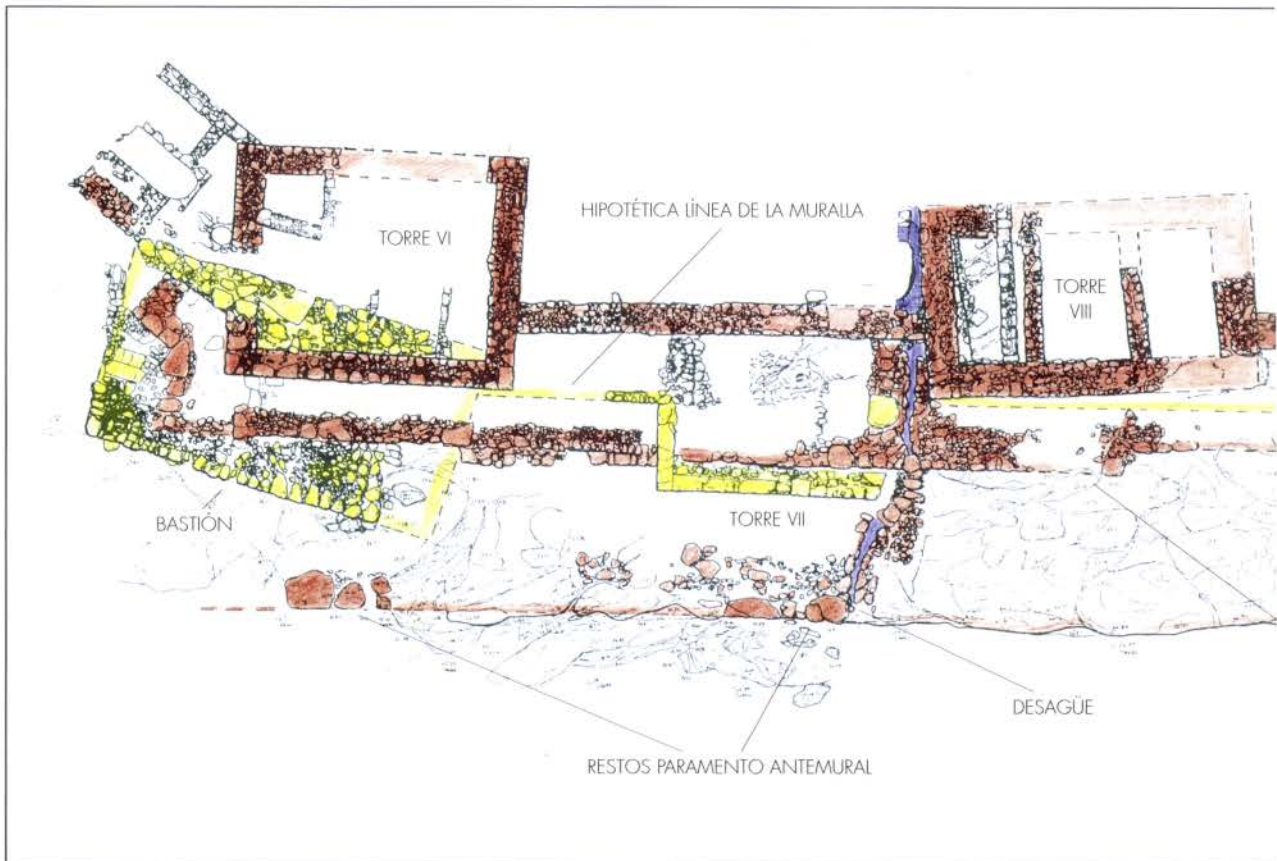 HIPOTÉTICA LÍNEA DE LA MURALLA
TORRE VI
TORRE
VIII
BASTIÓN
TORRE VII
DESAGÜE
RESTOS PARAMENTO ANTEMURAL